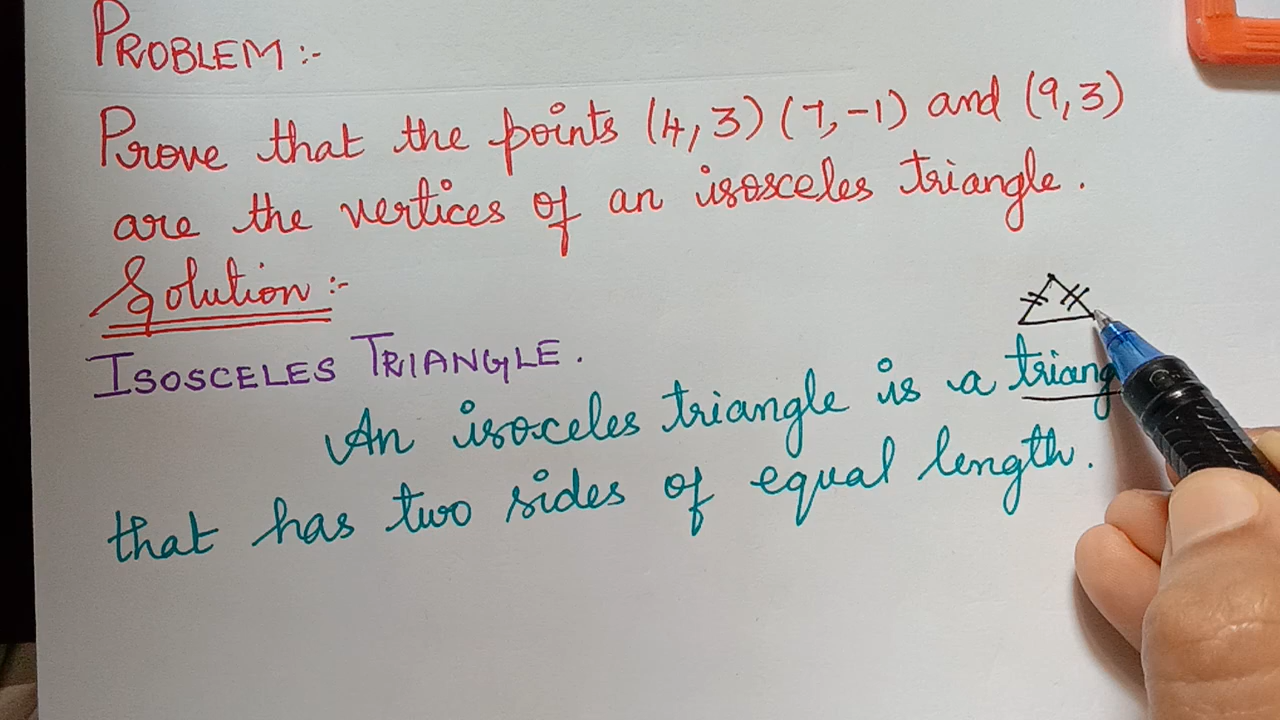 PROBLEM :-
Prove that the points (4,3) (7,-1) and (9,3)
are the vertices of an isosceles triangle.
Solution :-
ISOSCELES TRIANGLE.
An isoceles triangle is a triang
that has two sides of equal length.